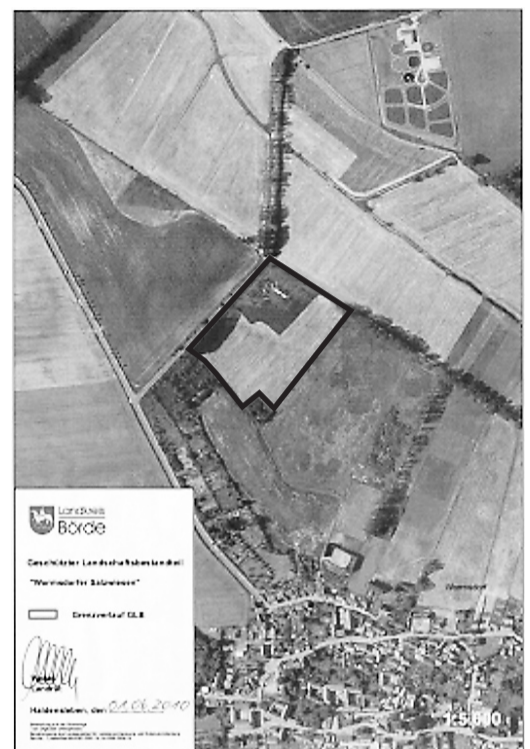 Landkreis
Börde
Geschützter Landschaftsbestandteil
"Wormsdorfer Salzwiesen"
Grenzverlauf GLB
Landrat
Haldensleben, den 01.06.2010
Wormsdorf
1:5.000